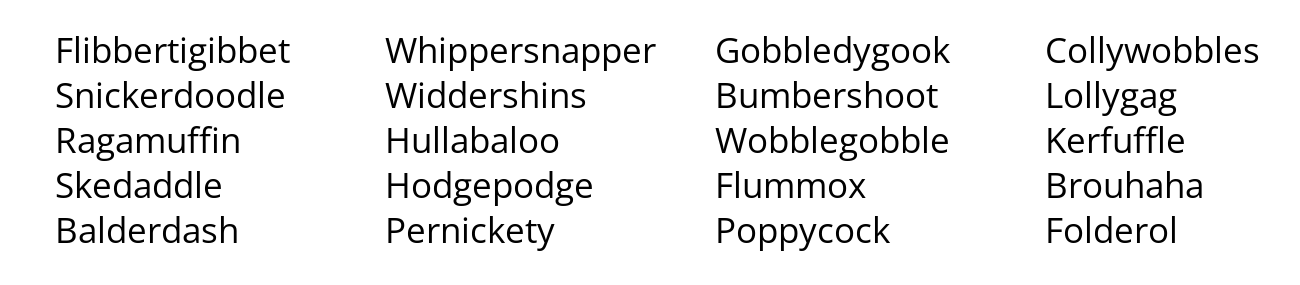 Flibbertigibbet
Snickerdoodle
Ragamuffin
Skedaddle
Balderdash
Whippersnapper
Widdershins
Hullabaloo
Hodgepodge
Pernickety
Gobbledygook
Bumbershoot
Wobblegobble
Flummox
Poppycock
Collywobbles
Lollygag
Kerfuffle
Brouhaha
Folderol